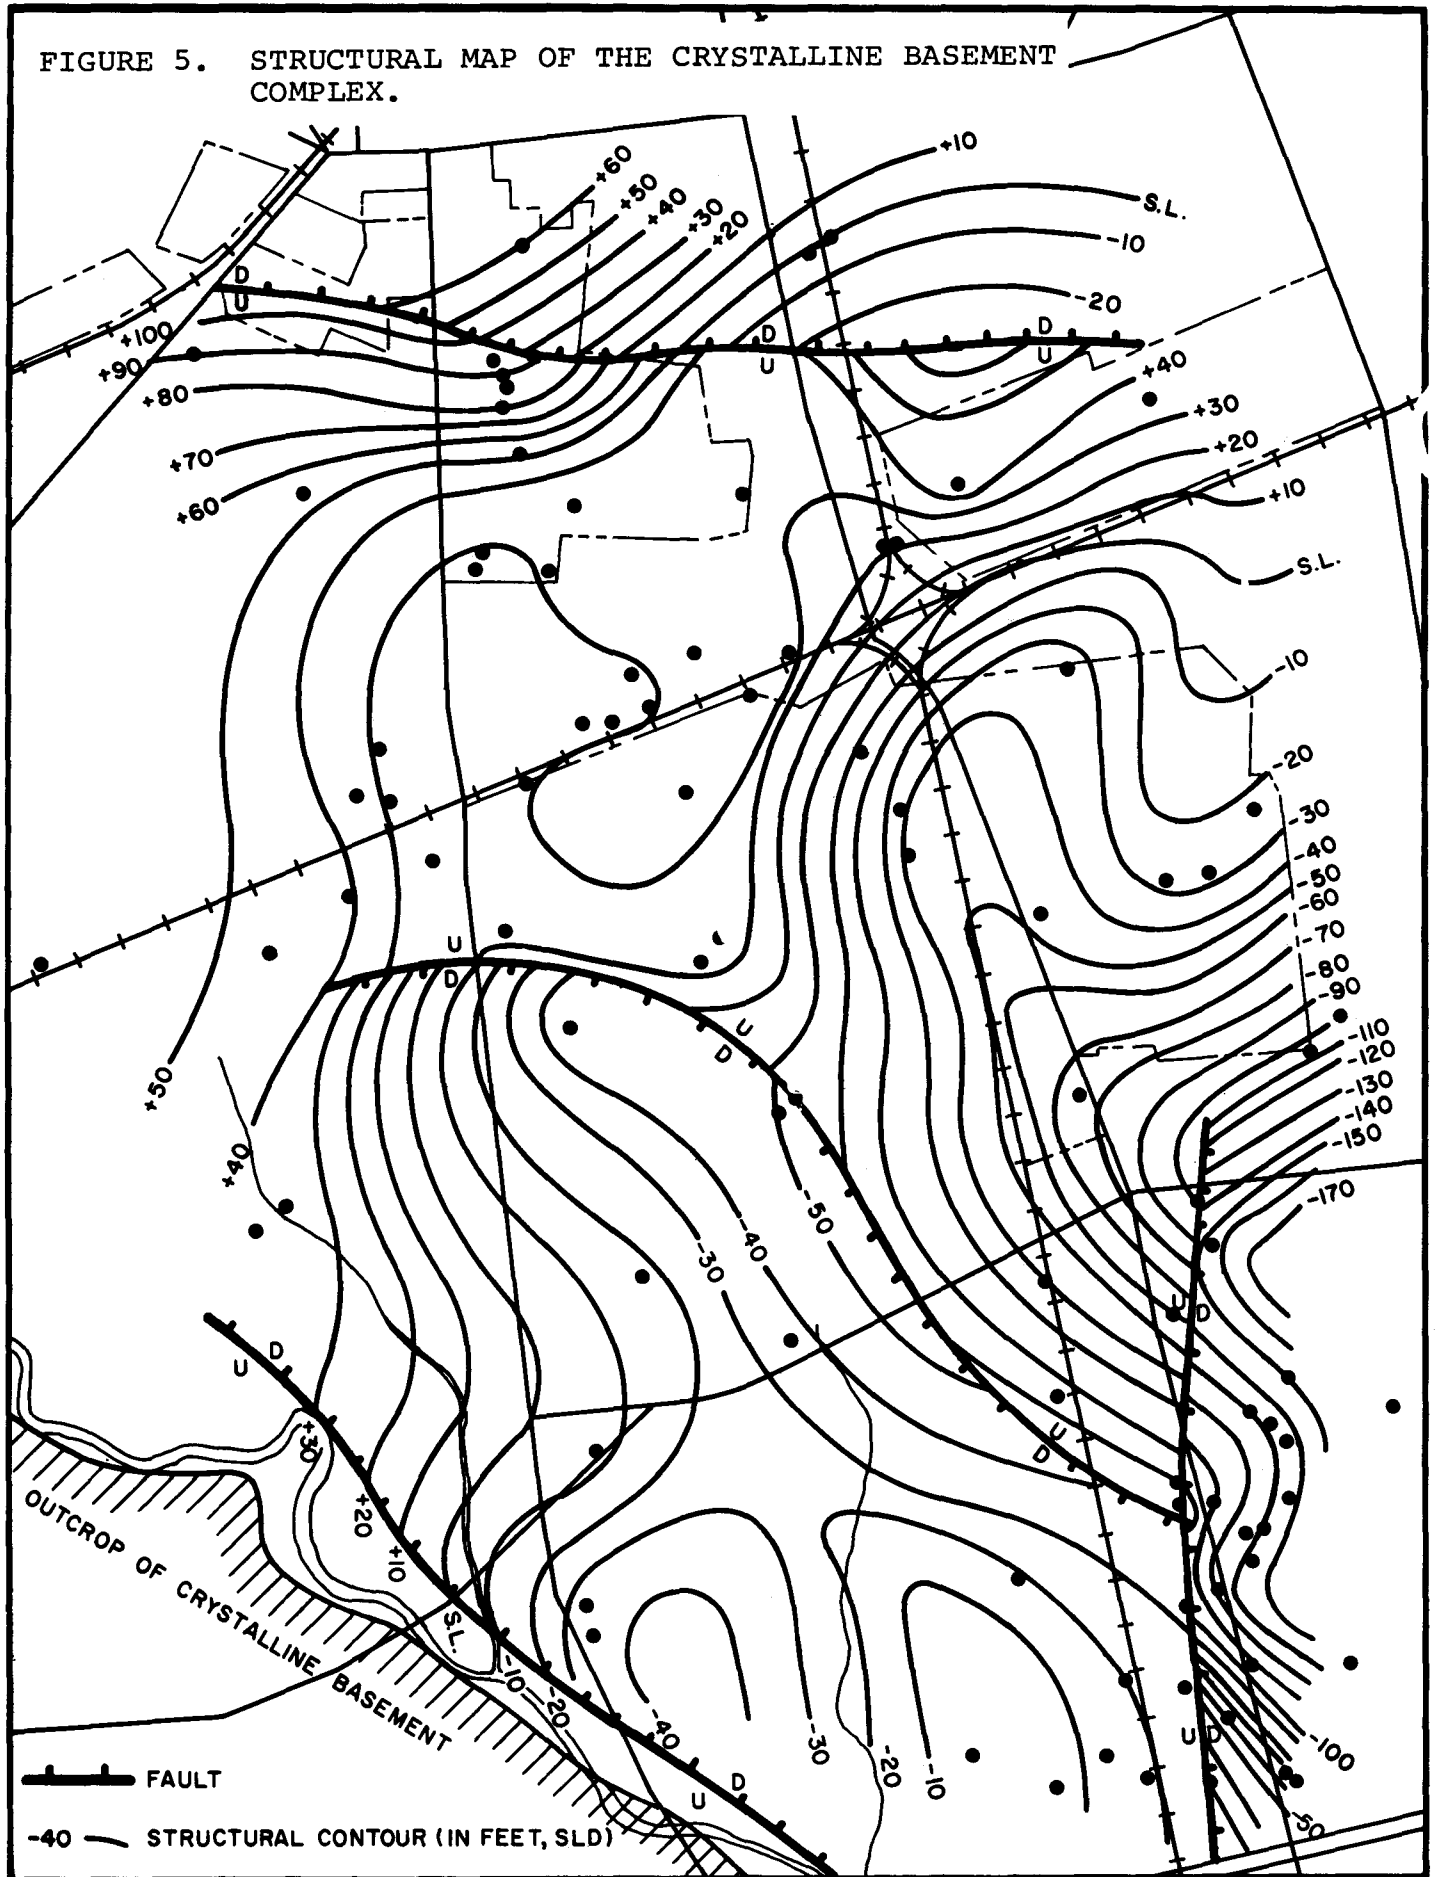 FIGURE 5. STRUCTURAL MAP OF THE CRYSTALLINE BASEMENT
COMPLEX.
+60
+50
+40
+30
+20
+10
S.L.
-10
-20
D
U
D
U
D
U
+100
+90
+80
+70
+60
+40
+30
+20
+10
S.L.
-10
-20
-30
-40
-50
-60
-70
-80
-90
-110
-120
-130
-140
-150
-170
U
D
U
D
+50
+40
-50
-40
-30
U
D
D
U
+30
+20
+10
S.L.
-10
-20
-40
-30
-20
-10
U
D
U
D
-100
-50
D
U
OUTCROP OF CRYSTALLINE BASEMENT
FAULT
-40 STRUCTURAL CONTOUR (IN FEET, SLD)